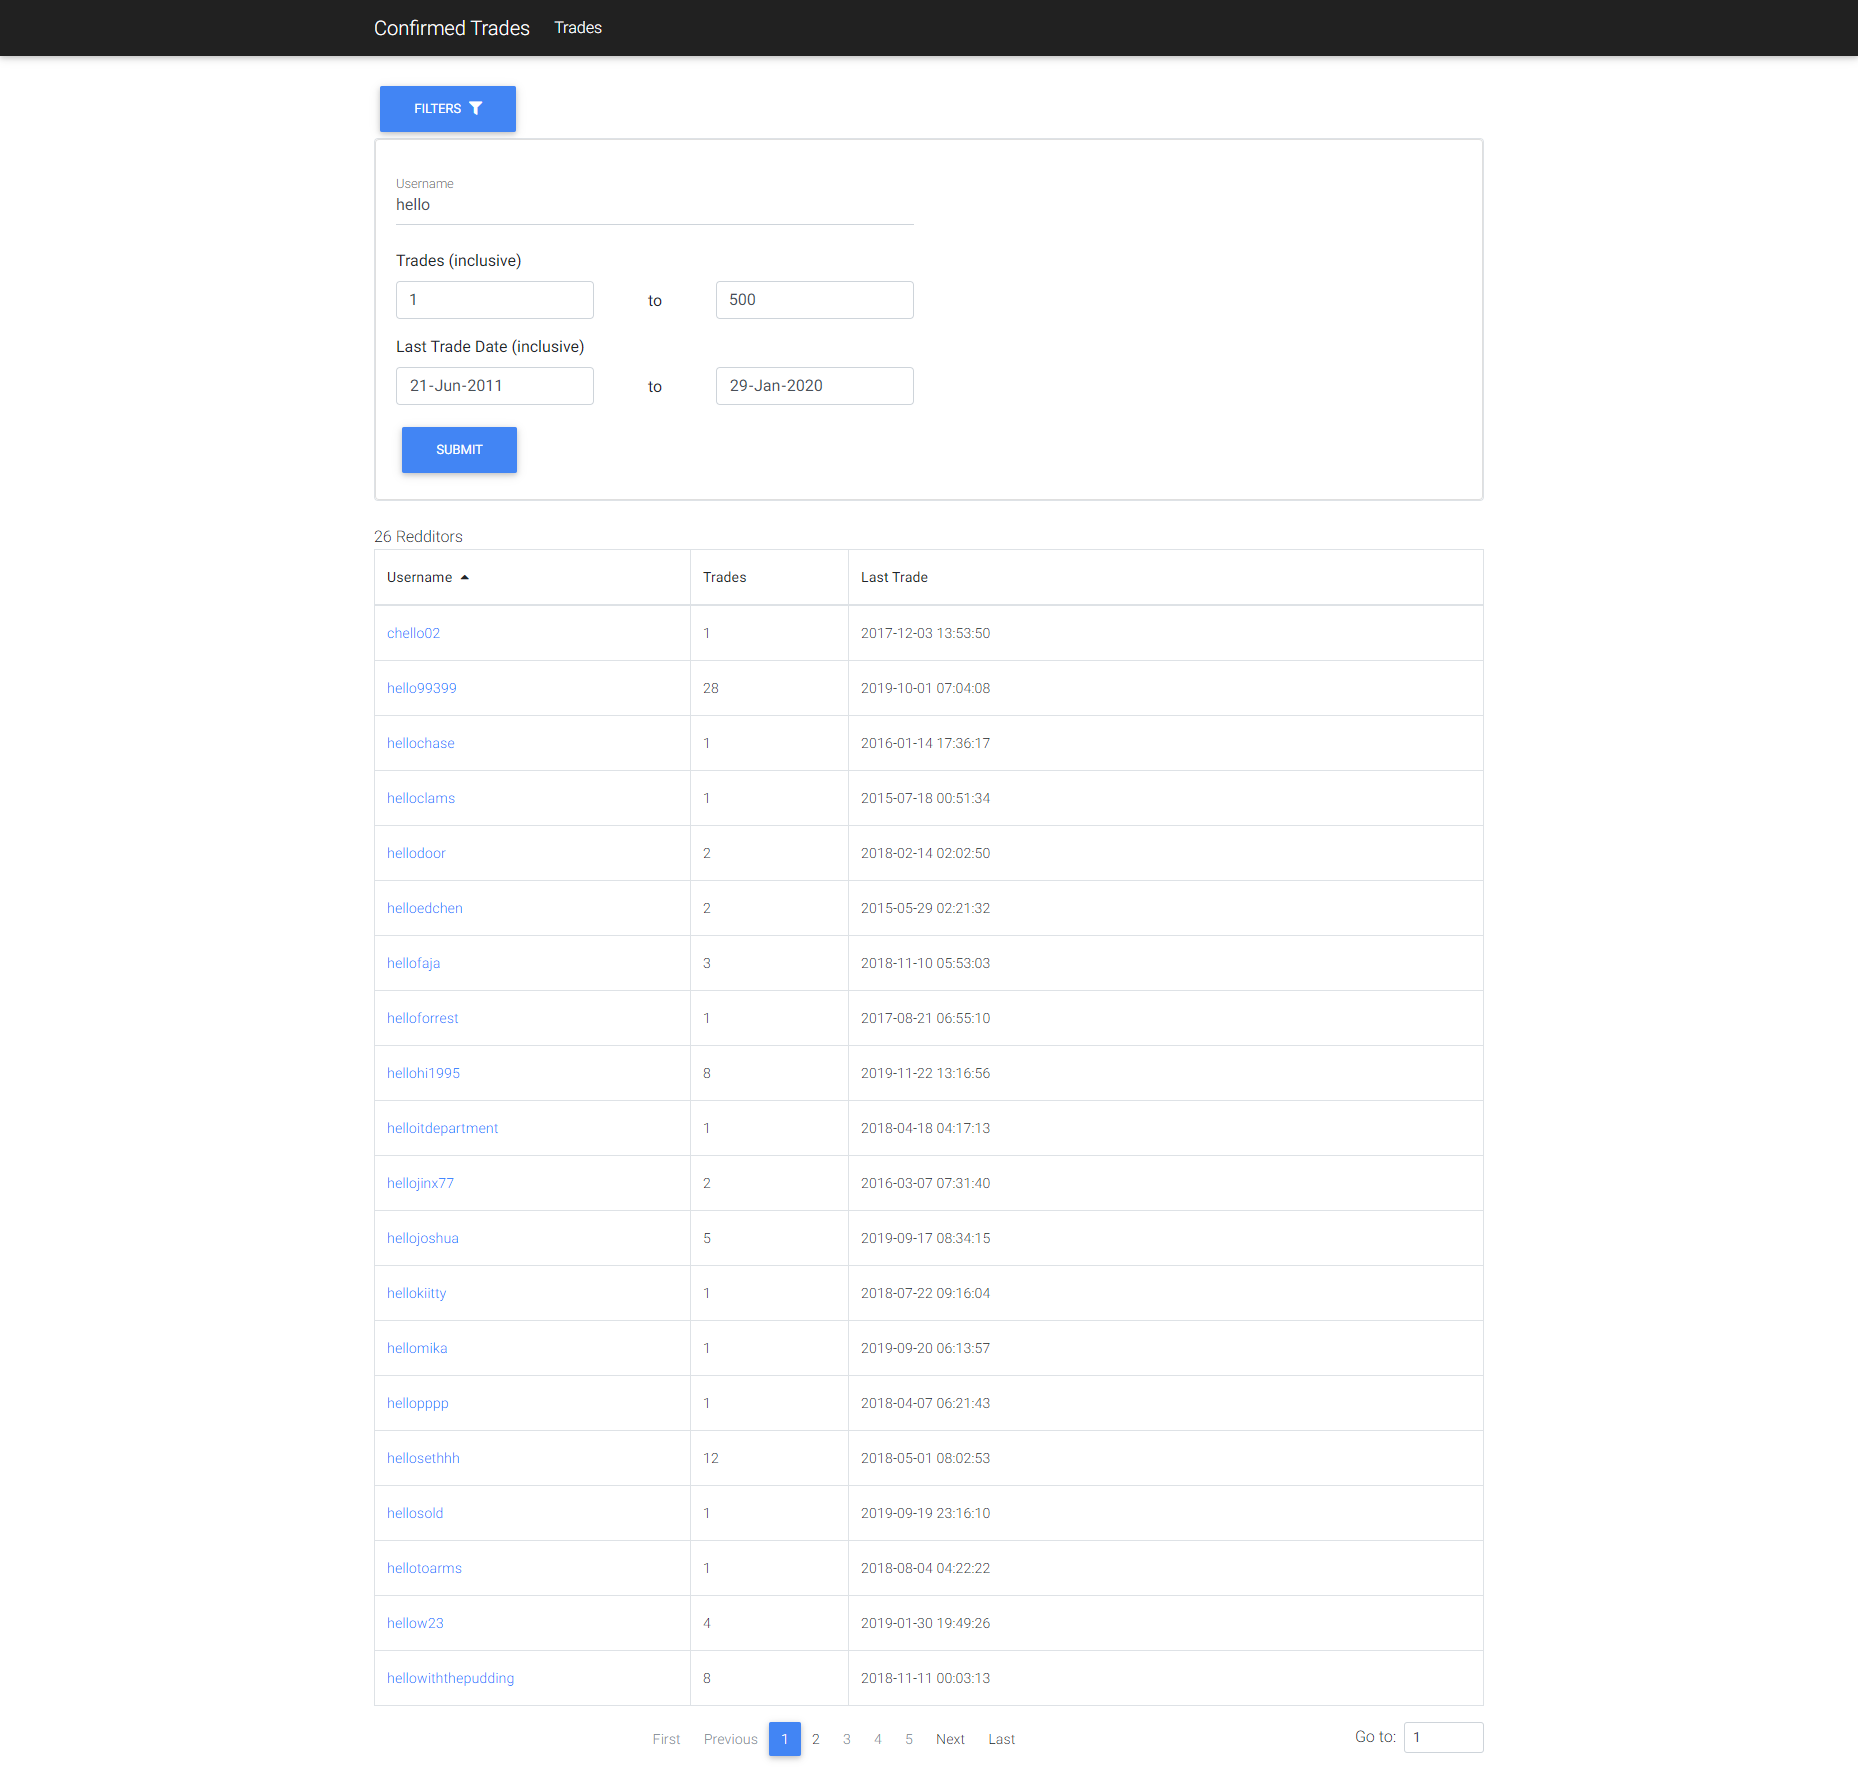 Confirmed Trades Trades
FILTERS
Username
hello
Trades (inclusive)
1 to 500
Last Trade Date (inclusive)
21-Jun-2011 to 29-Jan-2020
SUBMIT
26 Redditors
Username Trades Last Trade
chello02 1 2017-12-03 13:53:50
hello99399 28 2019-10-01 07:04:08
hellochase 1 2016-01-14 17:36:17
helloclams 1 2015-07-18 00:51:34
hellodoor 2 2018-02-14 02:02:50
helloedchen 2 2015-05-29 02:21:32
hellofaja 3 2018-11-10 05:53:03
helloforrest 1 2017-08-21 06:55:10
hellohi1995 8 2019-11-22 13:16:56
helloitdepartment 1 2018-04-18 04:17:13
hellojinx77 2 2016-03-07 07:31:40
hellojoshua 5 2019-09-17 08:34:15
hellokiitty 1 2018-07-22 09:16:04
hellomika 1 2019-09-20 06:13:57
hellopppp 1 2018-04-07 06:21:43
hellosethhh 12 2018-05-01 08:02:53
hellosold 1 2019-09-19 23:16:10
hellotoarms 1 2018-08-04 04:22:22
hellow23 4 2019-01-30 19:49:26
hellowiththepudding 8 2018-11-11 00:03:13
First Previous 1 2 3 4 5 Next Last Go to: 1